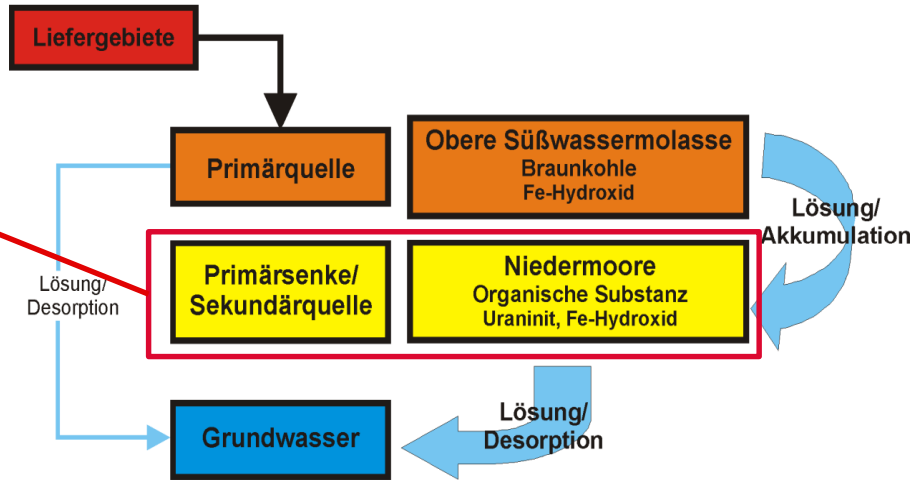 Liefergebiete
Primärquelle
Obere Süßwassermolasse
Braunkohle
Fe-Hydroxid
Lösung/
Akkumulation
Primärsenke/
Sekundärquelle
Niedermoore
Organische Substanz
Uraninit, Fe-Hydroxid
Lösung/
Desorption
Grundwasser
Lösung/
Desorption